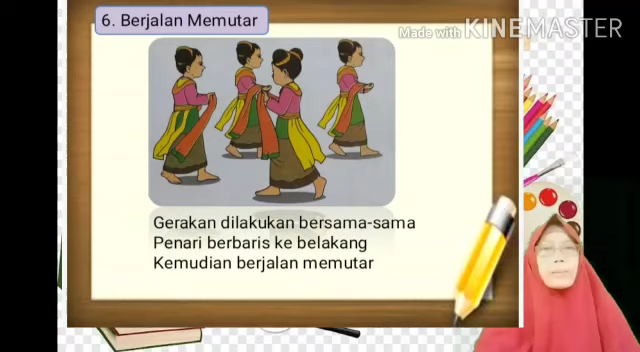 6. Berjalan Memutar
Made with KINEMASTER
Gerakan dilakukan bersama-sama
Penari berbaris ke belakang
Kemudian berjalan memutar